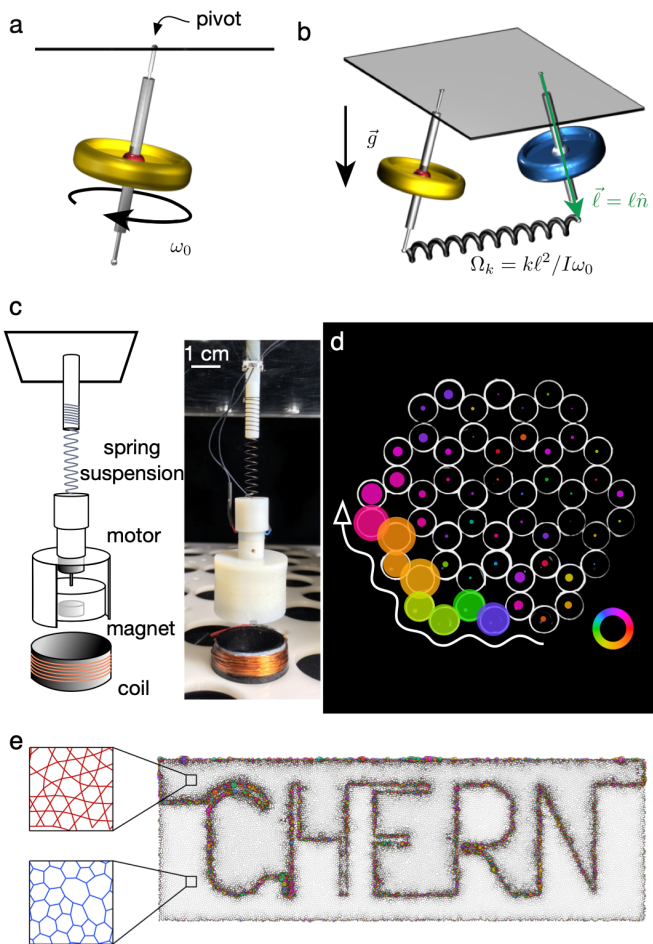 a
pivot
ω₀
b
g⃗
ℓ⃗ = ℓn̂
Ωₖ = kℓ²/Iω₀
c
1 cm
spring
suspension
motor
magnet
coil
d
e
CHERN